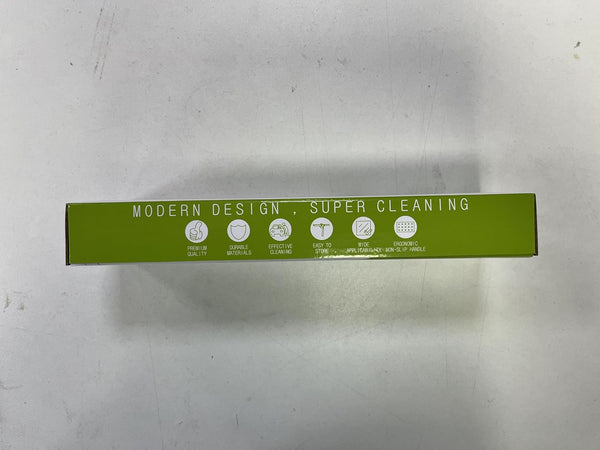 MODERN DESIGN , SUPER CLEANING
PREMIUM
QUALITY
DURABLE
MATERIALS
EFFECTIVE
CLEANING
EASY TO
STORE
WIDE
ERGONOMIC
NON-SLIP HANDLE